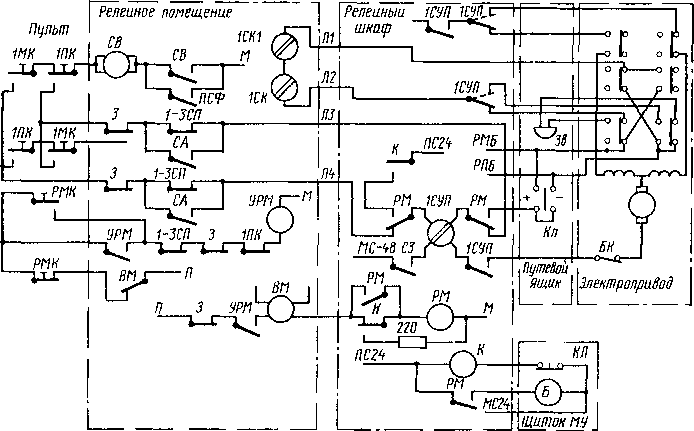 Пульт
Релейное помещение
Релейный шкаф
1МК 1ПК
СВ
СВ
М
ПСФ
1СК1
1СК
Л1
Л2
1СУП 1СУП
1СУП
1ПК 1МК
З
1-3СП
СА
Л3
К
ПС24
РМБ
РПБ
ЗВ
З
1-3СП
СА
Л4
РМК
УРМ
М
РМ
1СУП
РМ
+
-
Кл
УРМ
1-3СП З 1ПК
МС-48 СЗ
1СУП
БК
РМК
ВМ
П
Путевой ящик
Электропривод
П
З
УРМ
ВМ
РМ
К
220
РМ
М
ПС24
К
КП
РМ
МС24
Б
Щиток МУ